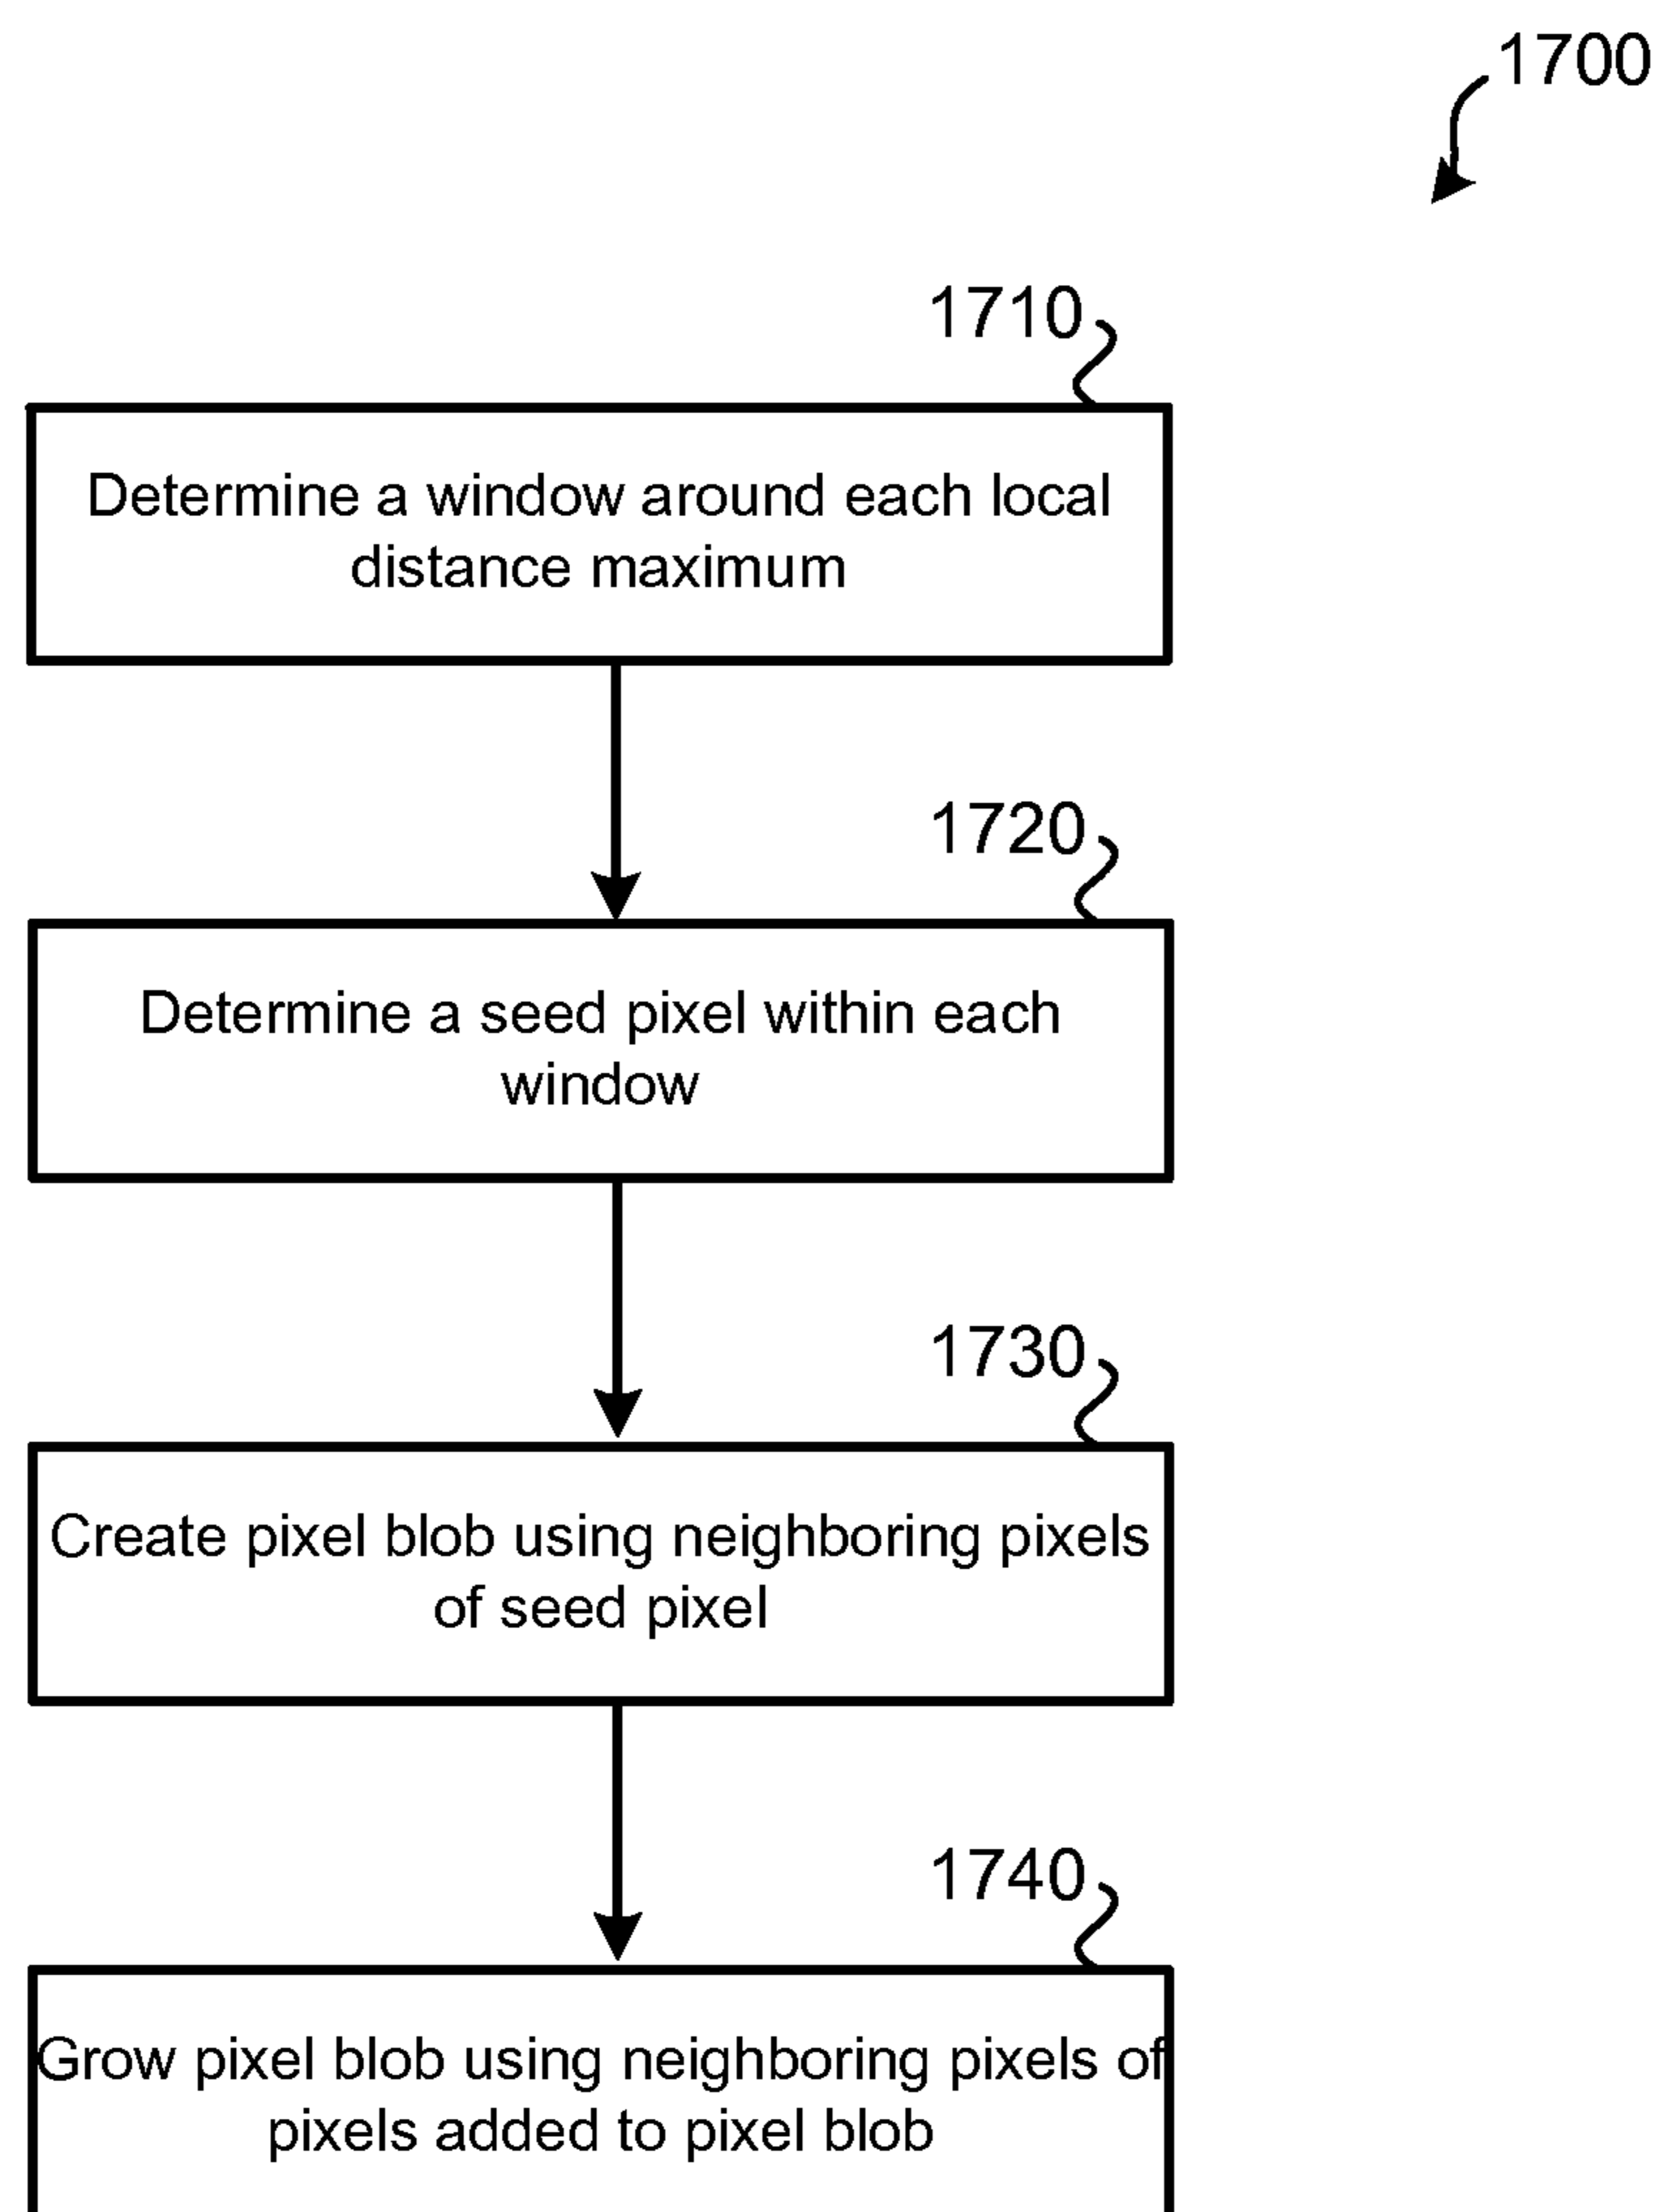 1700
1710
Determine a window around each local
distance maximum
1720
Determine a seed pixel within each
window
1730
Create pixel blob using neighboring pixels
of seed pixel
1740
Grow pixel blob using neighboring pixels of
pixels added to pixel blob